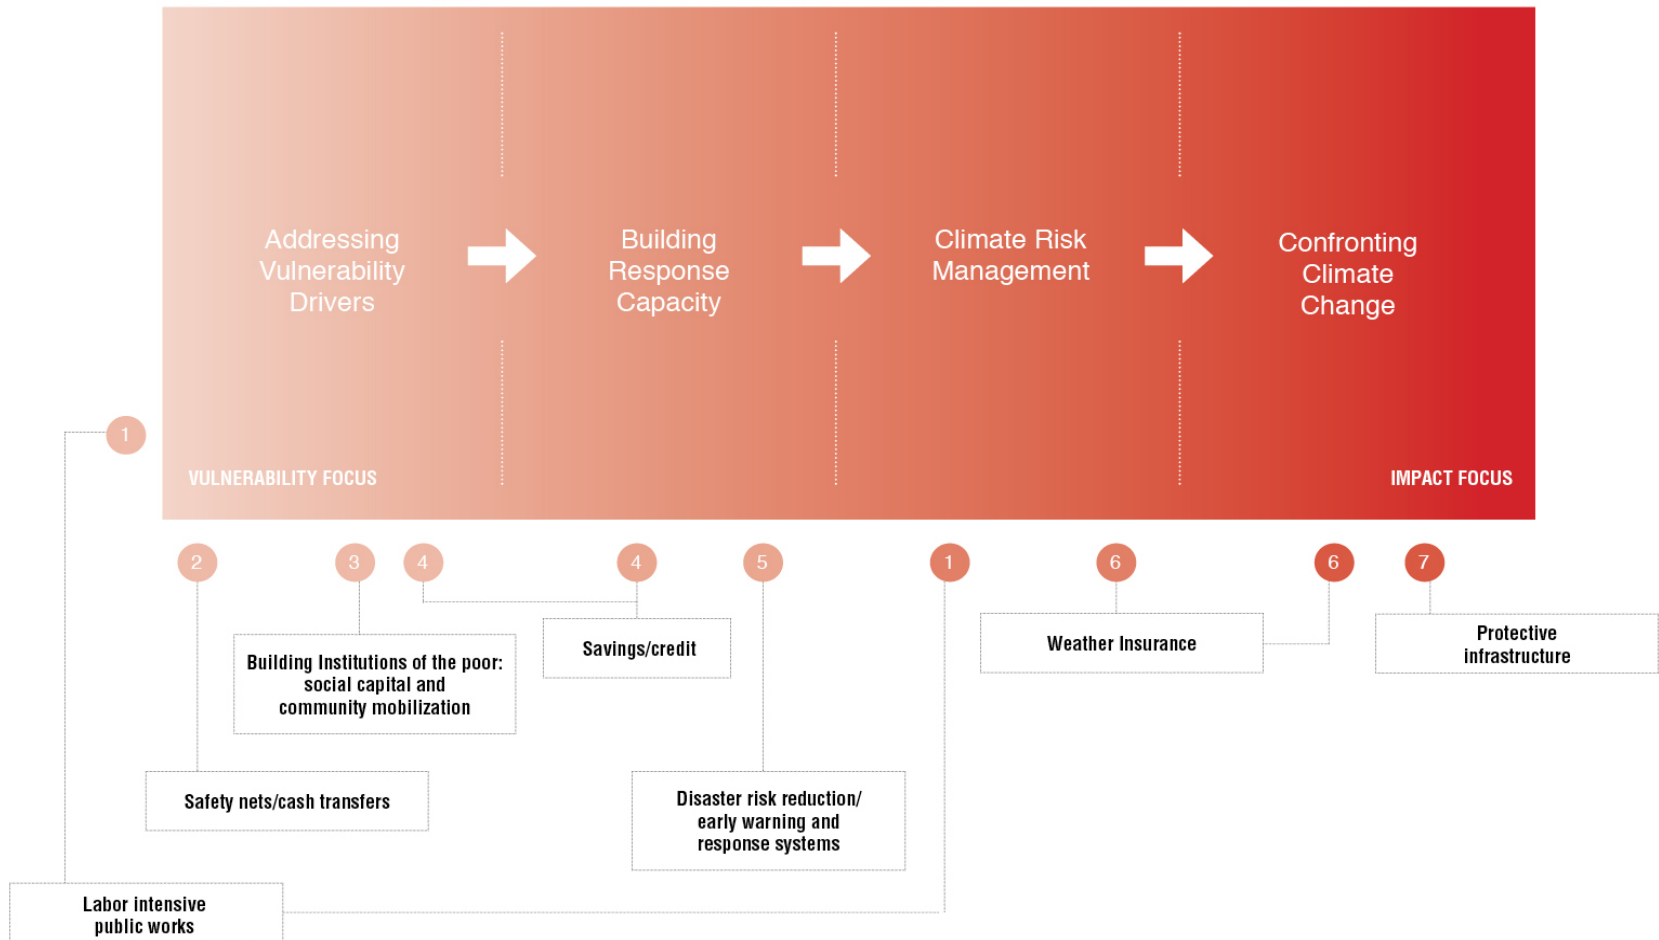 Addressing
Vulnerability
Drivers
Building
Response
Capacity
Climate Risk
Management
Confronting
Climate
Change
1
VULNERABILITY FOCUS
IMPACT FOCUS
2
3
4
4
5
1
6
6
7
Building Institutions of the poor:
social capital and
community mobilization
Savings/credit
Weather Insurance
Protective
infrastructure
Safety nets/cash transfers
Disaster risk reduction/
early warning and
response systems
Labor intensive
public works